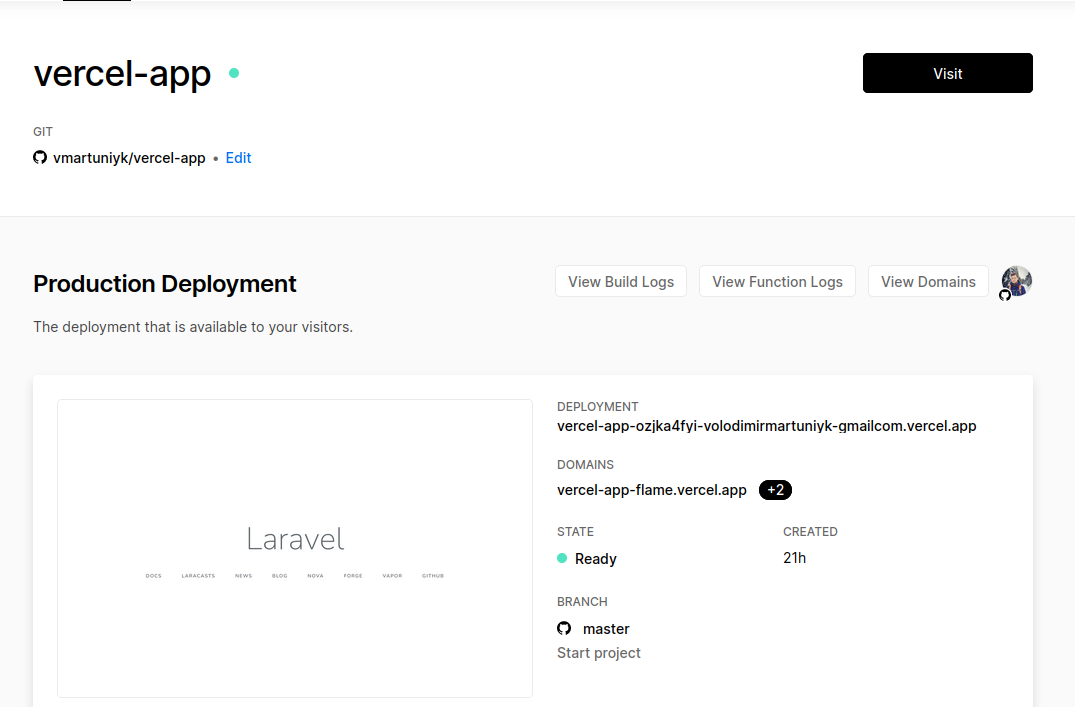 vercel-app
Visit
GIT
vmartuniyk/vercel-app • Edit
Production Deployment
View Build Logs
View Function Logs
View Domains
The deployment that is available to your visitors.
Laravel
DOCS LARACASTS NEWS BLOG NOVA FORGE VAPOR GITHUB
DEPLOYMENT
vercel-app-ozjka4fyi-volodimirmartuniyk-gmailcom.vercel.app
DOMAINS
vercel-app-flame.vercel.app +2
STATE
Ready
CREATED
21h
BRANCH
master
Start project